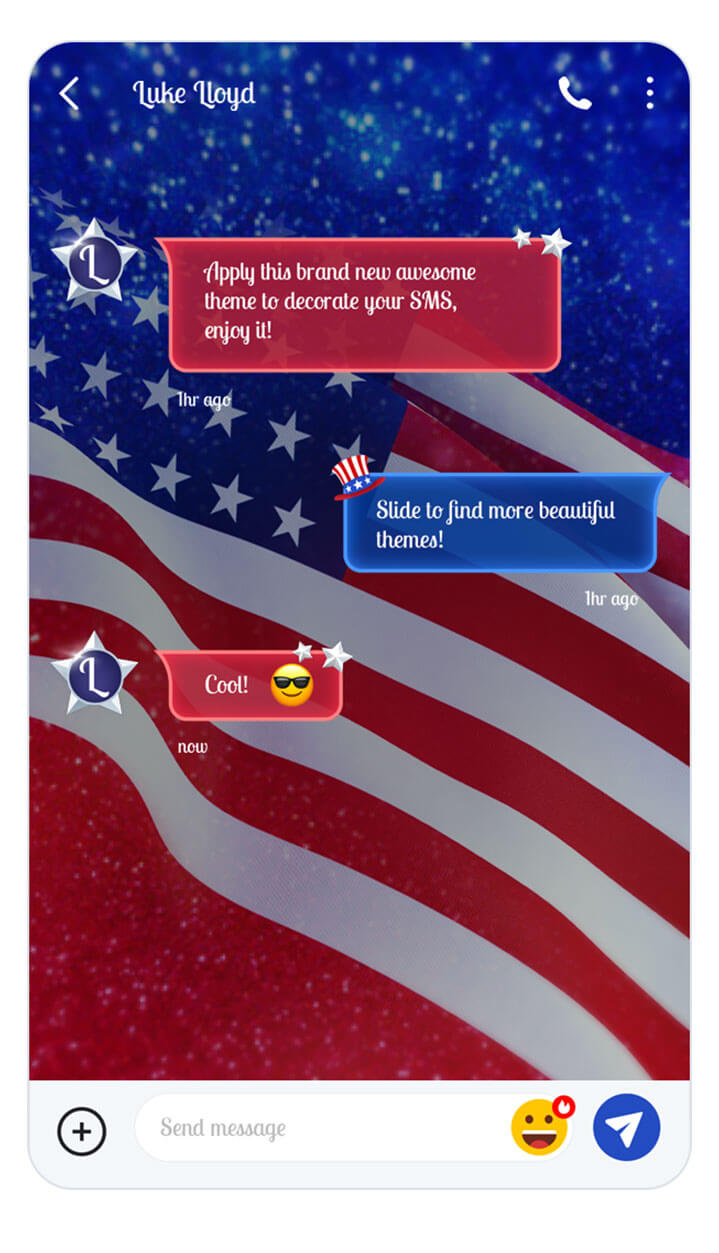 Luke Lloyd
L
Apply this brand new awesome
theme to decorate your SMS,
enjoy it!
1hr ago
Slide to find more beautiful
themes!
1hr ago
L
Cool! 😎
now
Send message